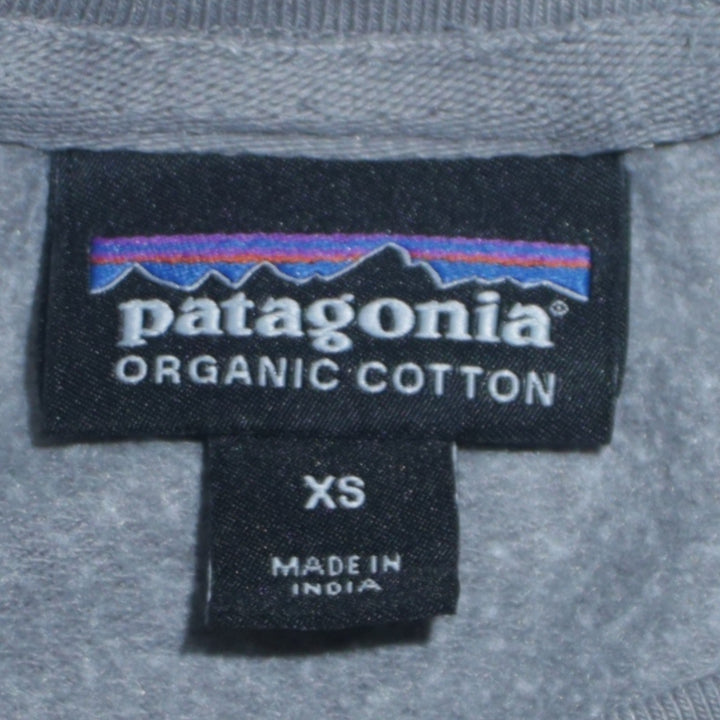 patagonia®
ORGANIC COTTON
XS
MADE IN
INDIA